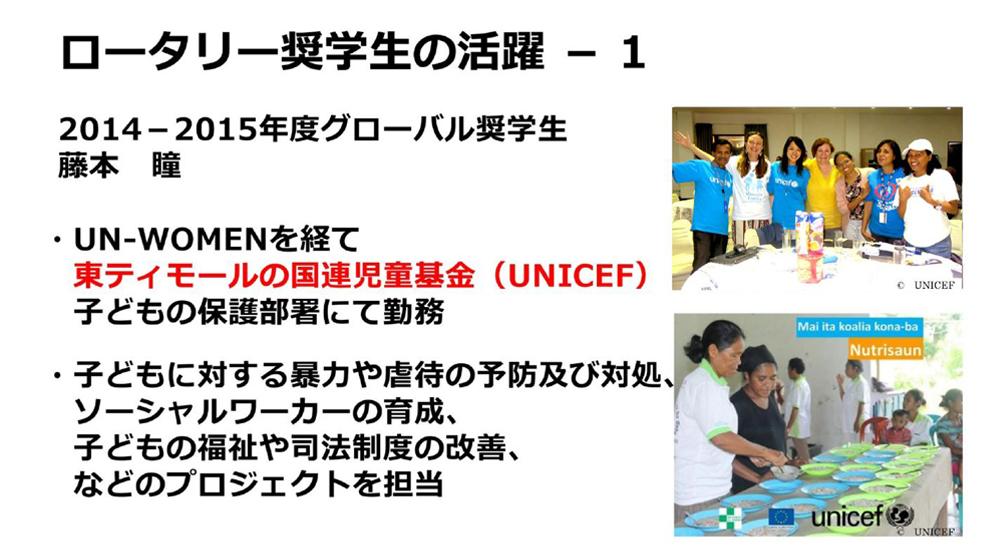 ロータリー奨学生の活躍 － 1
2014－2015年度グローバル奨学生
藤本　瞳
・UN-WOMENを経て
東ティモールの国連児童基金（UNICEF）
子どもの保護部署にて勤務
・子どもに対する暴力や虐待の予防及び対処、
ソーシャルワーカーの育成、
子どもの福祉や司法制度の改善、
などのプロジェクトを担当
unicef
unicef
© UNICEF
Mai ita koalia kona-ba
Nutrisaun
unicef
© UNICEF